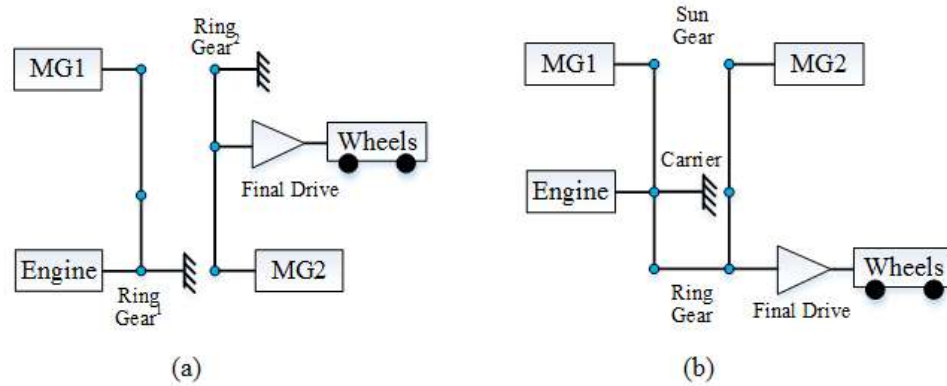 Ring
Gear²
MG1
Wheels
Final Drive
Engine
MG2
Ring
Gear¹
(a)
Sun
Gear
MG1
MG2
Carrier
Engine
Wheels
Ring
Gear
Final Drive
(b)